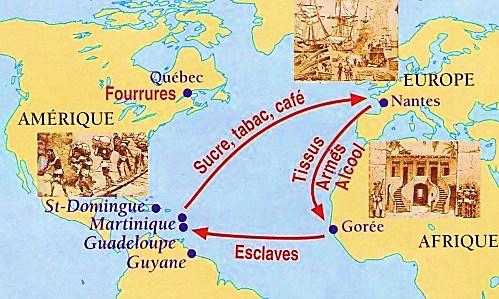 Québec
Fourrures
EUROPE
Nantes
AMÉRIQUE
Sucre, tabac, café
Tissus
Armes
Alcool
St-Domingue
Martinique
Guadeloupe
Guyane
Gorée
AFRIQUE
Esclaves